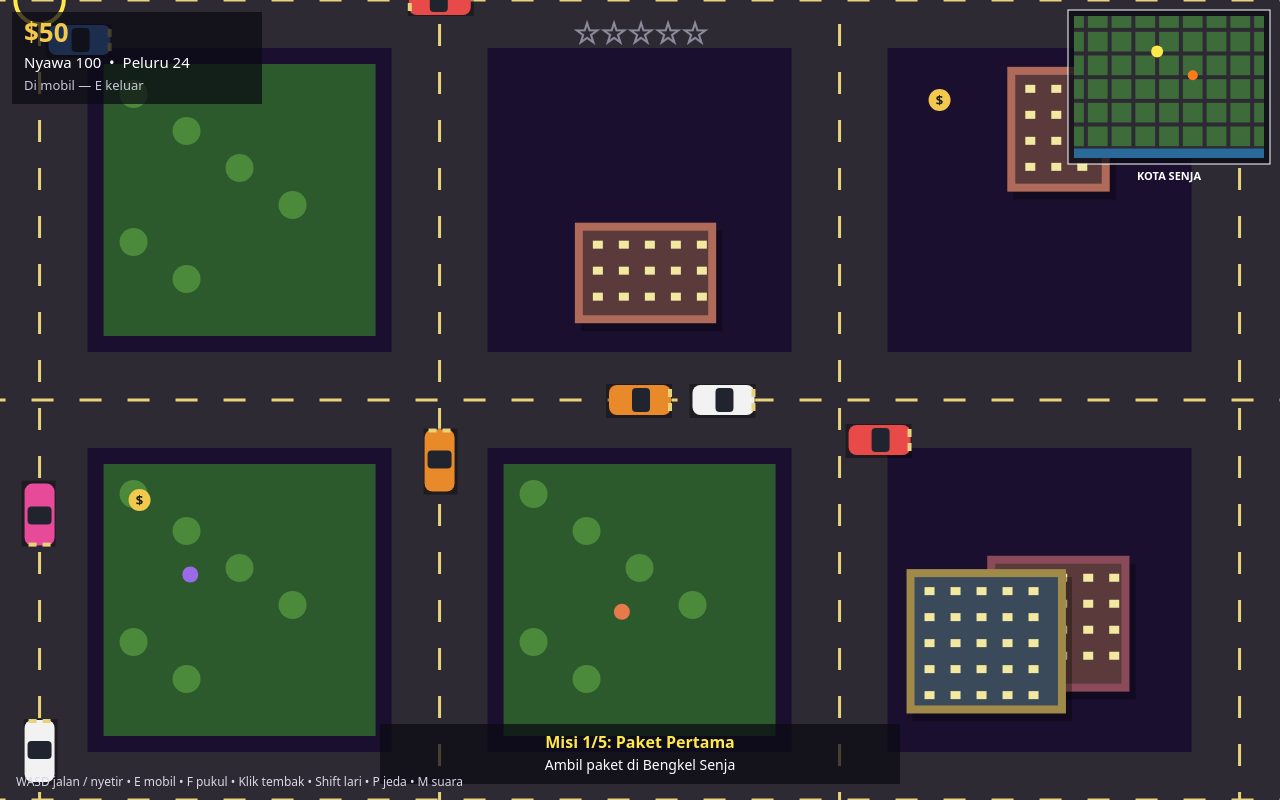 $50
Nyawa 100 • Peluru 24
Di mobil — E keluar
$
KOTA SENJA
$
Misi 1/5: Paket Pertama
Ambil paket di Bengkel Senja
WASD jalan / nyetir • E mobil • F pukul • Klik tembak • Shift lari • P jeda • M suara